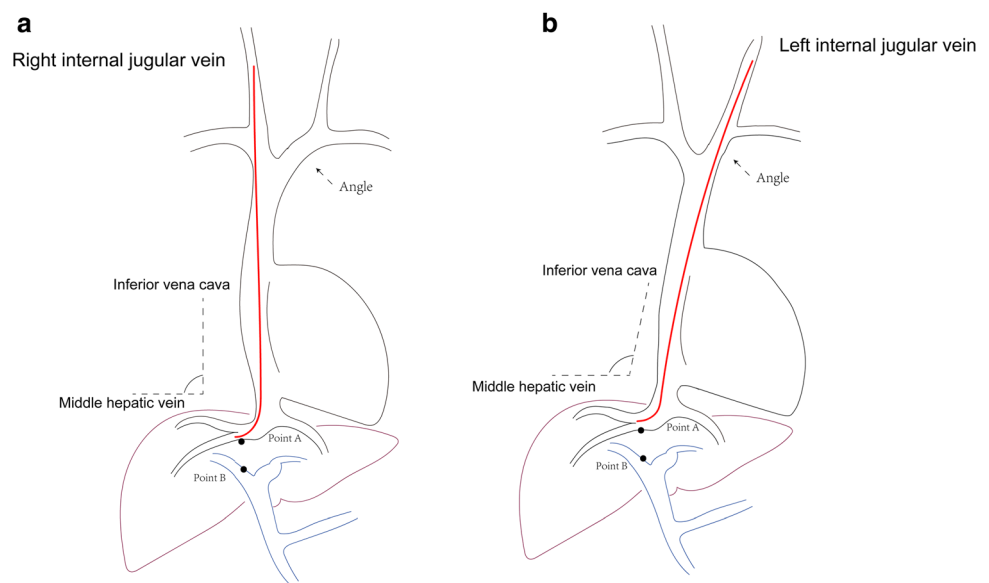 a
Right internal jugular vein
Angle
Inferior vena cava
Middle hepatic vein
Point A
Point B
b
Left internal jugular vein
Angle
Inferior vena cava
Middle hepatic vein
Point A
Point B